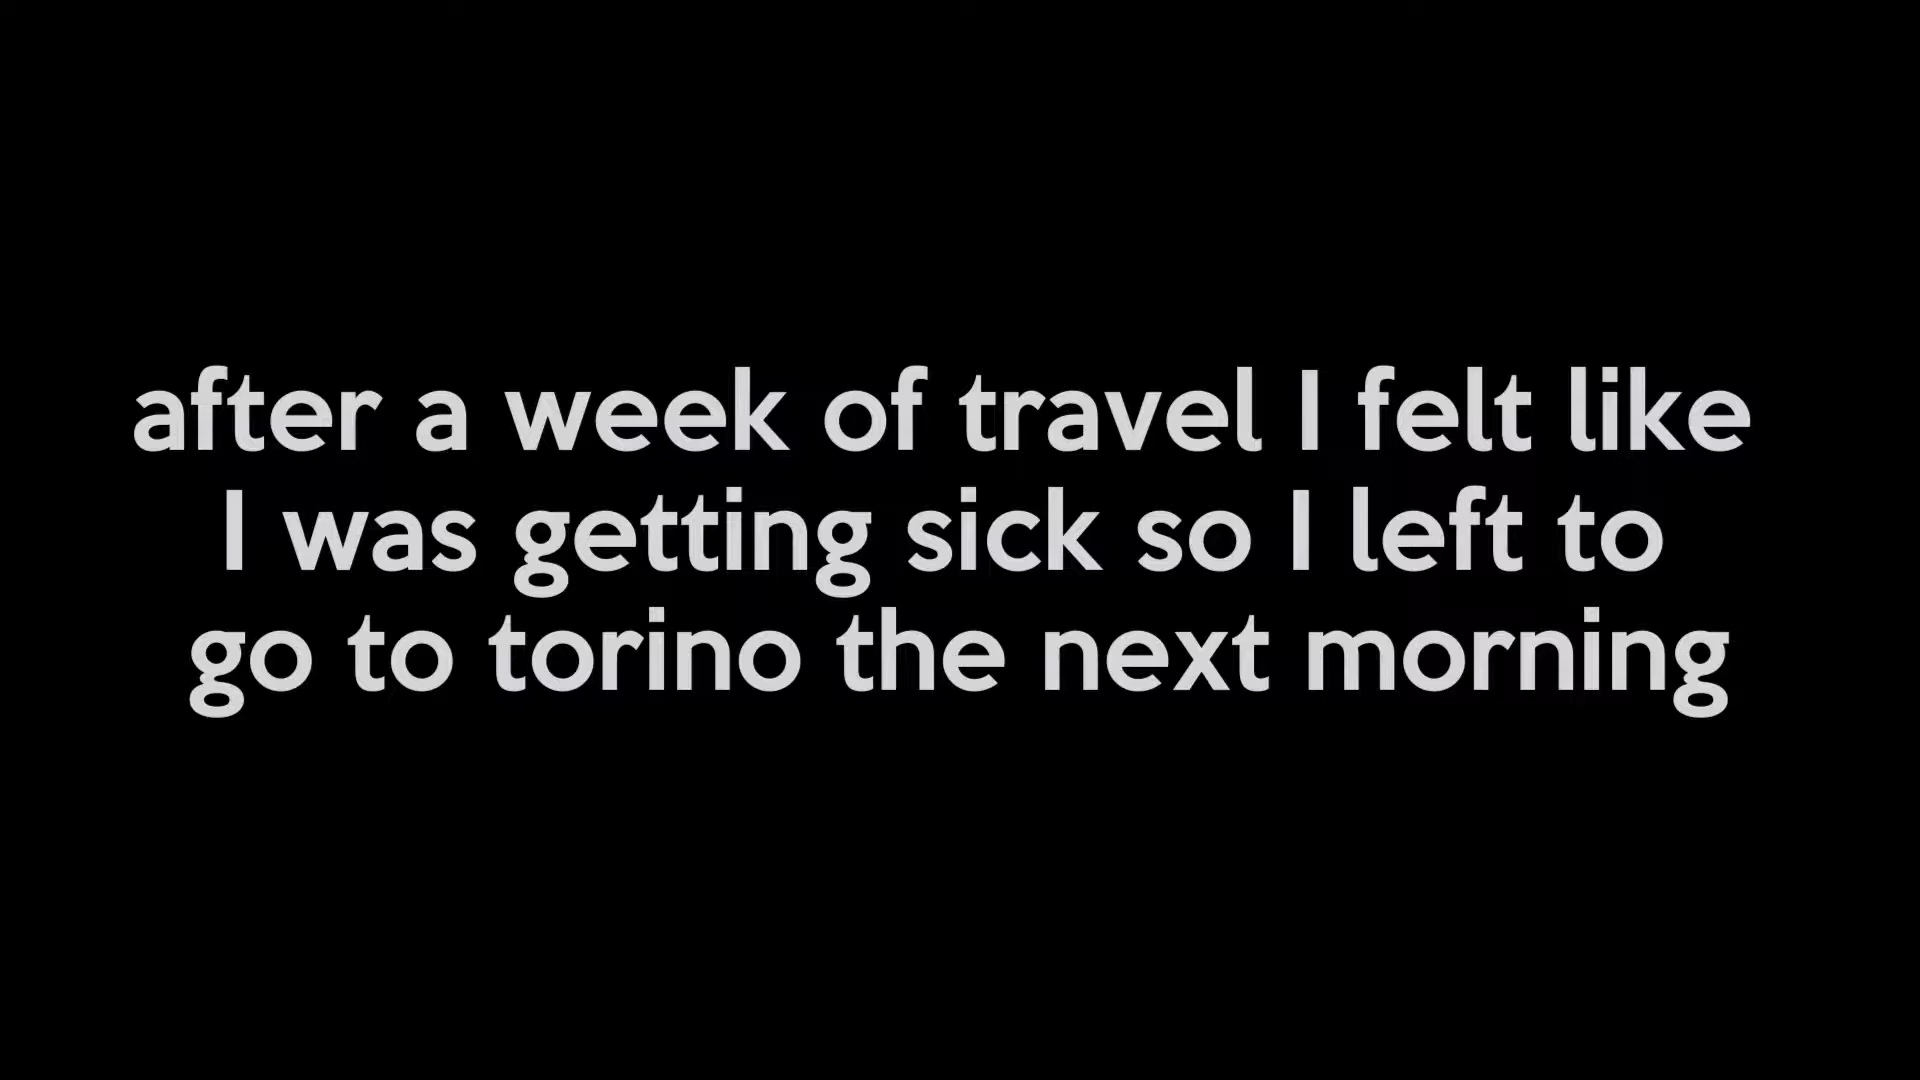 after a week of travel I felt like
I was getting sick so I left to
go to torino the next morning